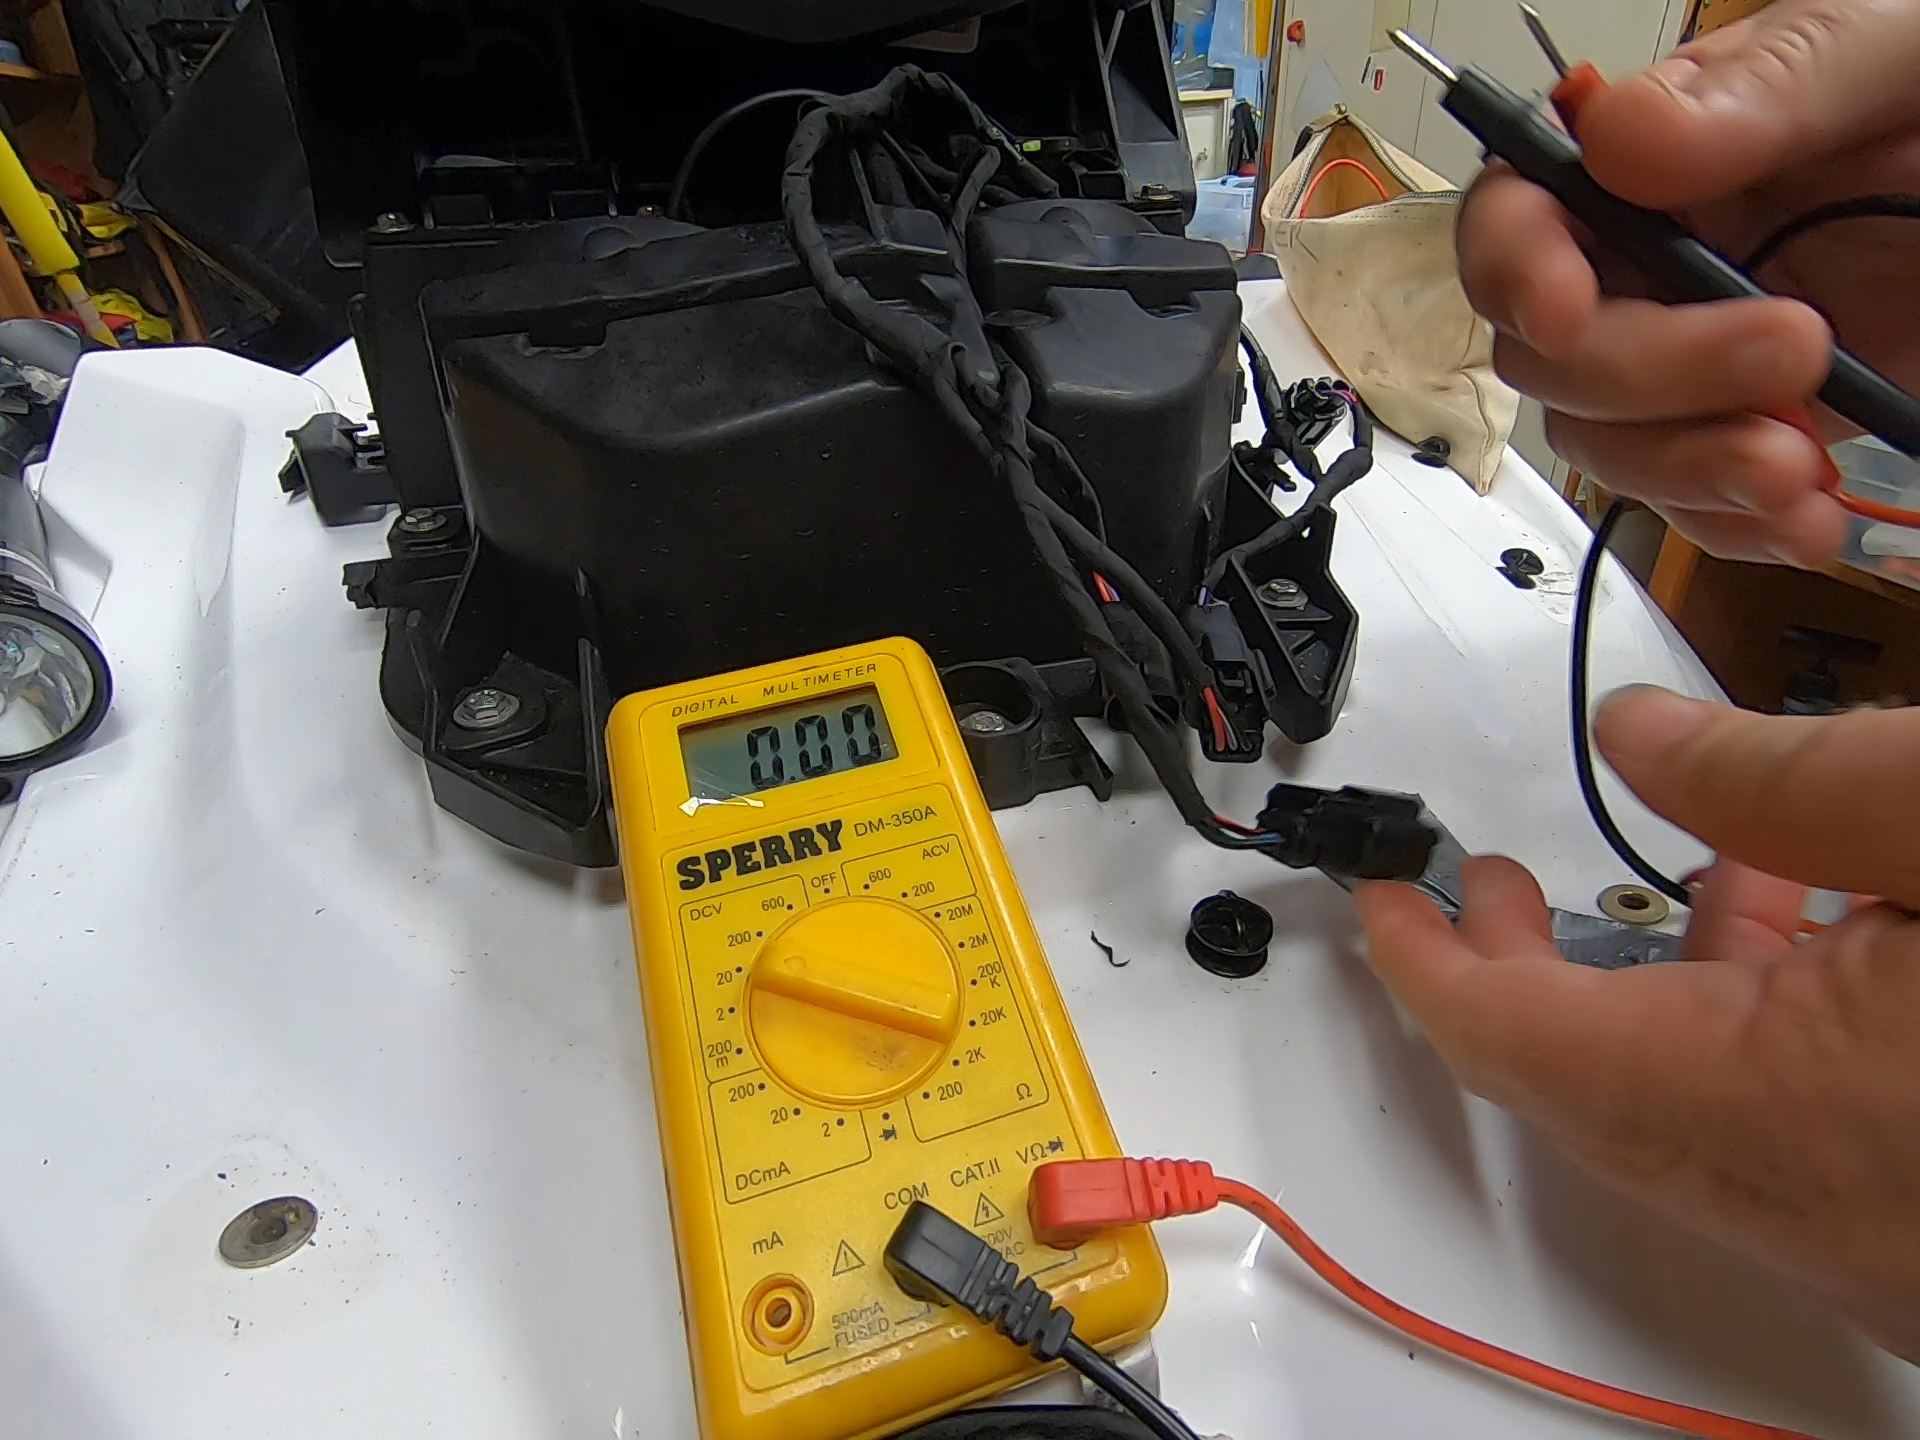 DIGITAL MULTIMETER
0.00
SPERRY DM-350A
DCV
600
OFF
600
200
ACV
200
20
2
200
m
20M
2M
200
K
20K
2K
200
Ω
200
20
2
DCmA
COM
CAT.II
VΩ
mA
500mA
FUSED